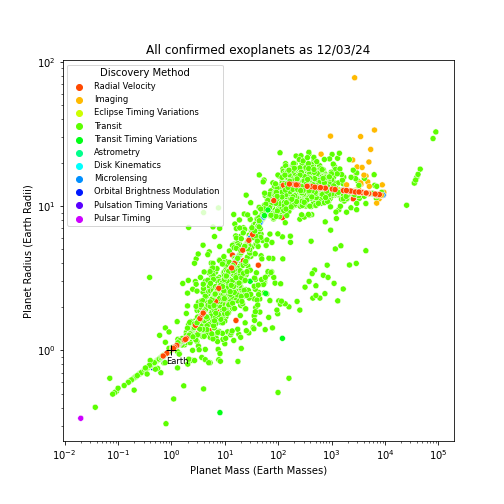 All confirmed exoplanets as 12/03/24
Discovery Method
Radial Velocity
Imaging
Eclipse Timing Variations
Transit
Transit Timing Variations
Astrometry
Disk Kinematics
Microlensing
Orbital Brightness Modulation
Pulsation Timing Variations
Pulsar Timing
Planet Radius (Earth Radii)
10²
10¹
10⁰
Earth
10⁻² 10⁻¹ 10⁰ 10¹ 10² 10³ 10⁴ 10⁵
Planet Mass (Earth Masses)